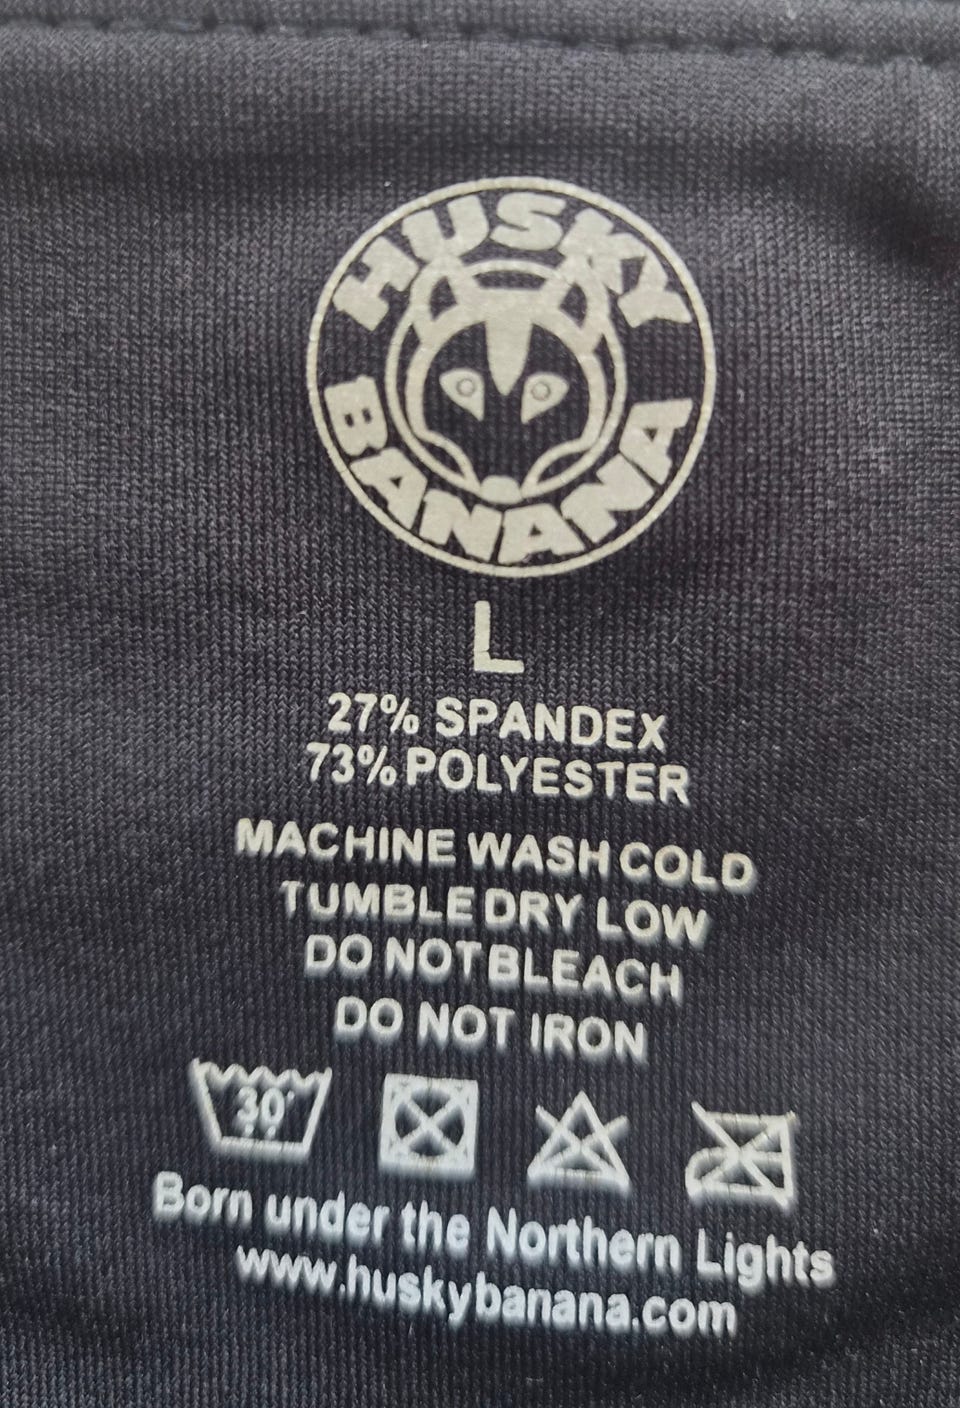 HUSKY
BANANA
L
27% SPANDEX
73% POLYESTER
MACHINE WASH COLD
TUMBLE DRY LOW
DO NOT BLEACH
DO NOT IRON
30°
Born under the Northern Lights
www.huskybanana.com